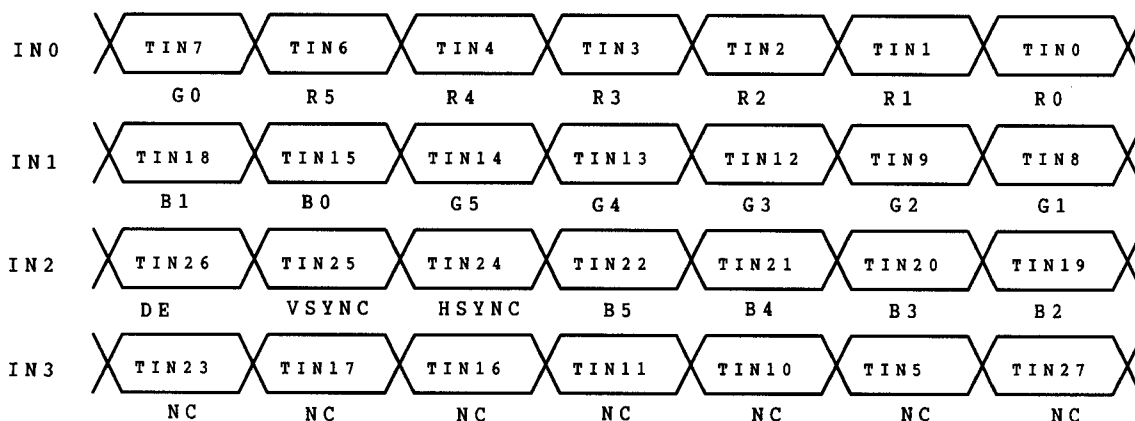 IN0 TIN7 TIN6 TIN4 TIN3 TIN2 TIN1 TIN0
G0 R5 R4 R3 R2 R1 R0
IN1 TIN18 TIN15 TIN14 TIN13 TIN12 TIN9 TIN8
B1 B0 G5 G4 G3 G2 G1
IN2 TIN26 TIN25 TIN24 TIN22 TIN21 TIN20 TIN19
DE VSYNC HSYNC B5 B4 B3 B2
IN3 TIN23 TIN17 TIN16 TIN11 TIN10 TIN5 TIN27
NC NC NC NC NC NC NC